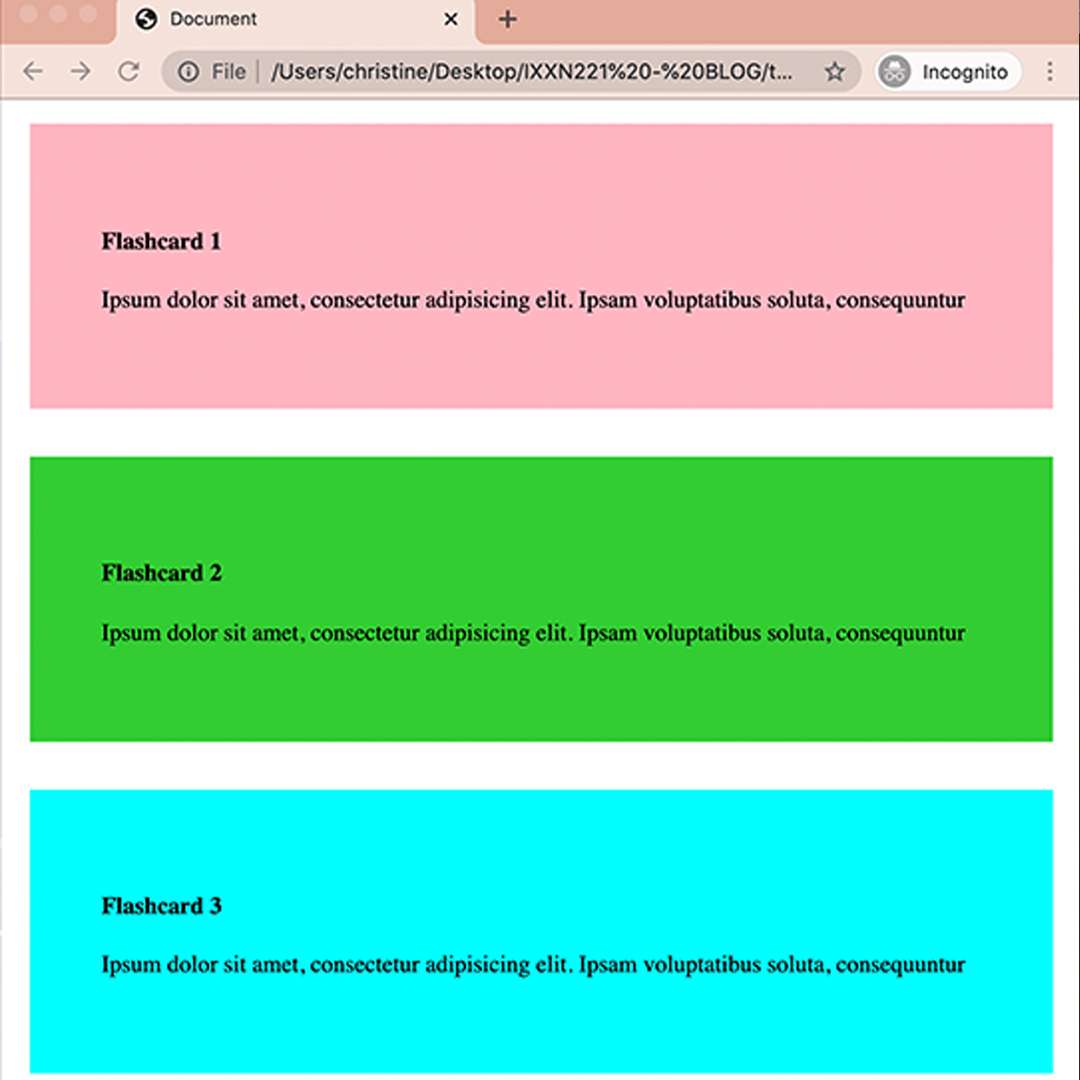 Document
File /Users/christine/Desktop/IXXN221%20-%20BLOG/t... Incognito
Flashcard 1
Ipsum dolor sit amet, consectetur adipisicing elit. Ipsam voluptatibus soluta, consequuntur
Flashcard 2
Ipsum dolor sit amet, consectetur adipisicing elit. Ipsam voluptatibus soluta, consequuntur
Flashcard 3
Ipsum dolor sit amet, consectetur adipisicing elit. Ipsam voluptatibus soluta, consequuntur